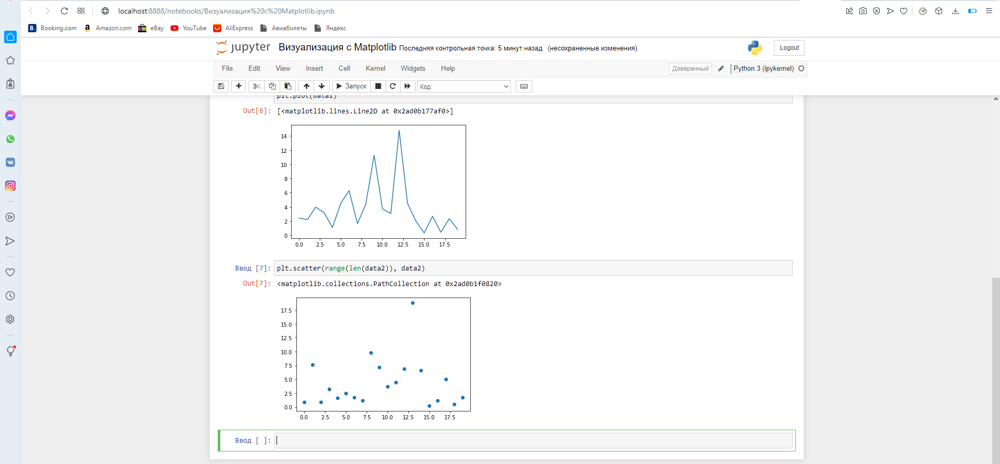 localhost:8888/notebooks/Визуализация%20с%20Matplotlib.ipynb
B. Booking.com Amazon.com eBay YouTube AliExpress Авиабилеты Яндекс
jupyter Визуализация с Matplotlib Последняя контрольная точка: 5 минут назад (несохраненные изменения) Logout
File Edit View Insert Cell Kernel Widgets Help Доверенный Python 3 (ipykernel)
Запуск Код
plt.plot(data1)
Out[6]: [<matplotlib.lines.Line2D at 0x2ad0b177af0>]
14
12
10
8
6
4
2
0
0.0 2.5 5.0 7.5 10.0 12.5 15.0 17.5
Ввод [7]: plt.scatter(range(len(data2)), data2)
Out[7]: <matplotlib.collections.PathCollection at 0x2ad0b1f0820>
17.5
15.0
12.5
10.0
7.5
5.0
2.5
0.0
0.0 2.5 5.0 7.5 10.0 12.5 15.0 17.5
Ввод [ ]: